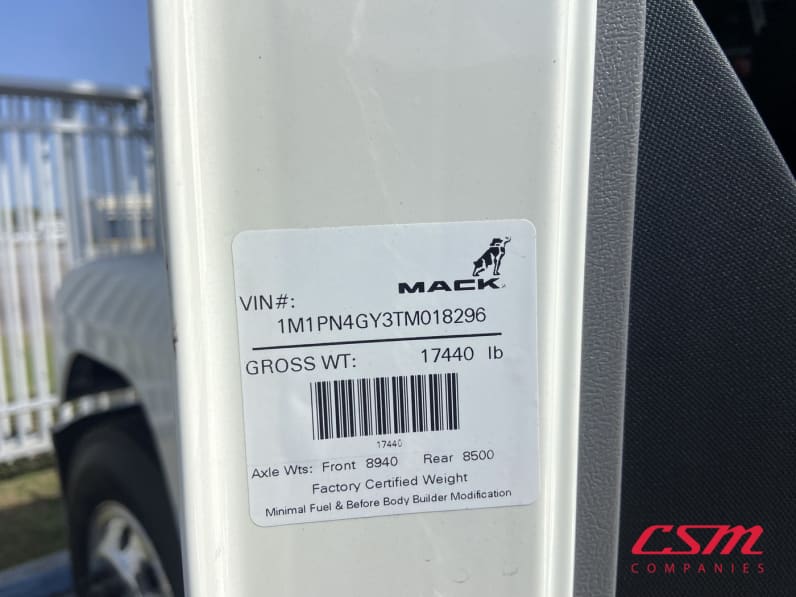 MACK
VIN#:
1M1PN4GY3TM018296
GROSS WT: 17440 lb
17440
Axle Wts: Front 8940 Rear 8500
Factory Certified Weight
Minimal Fuel & Before Body Builder Modification
CSM
COMPANIES